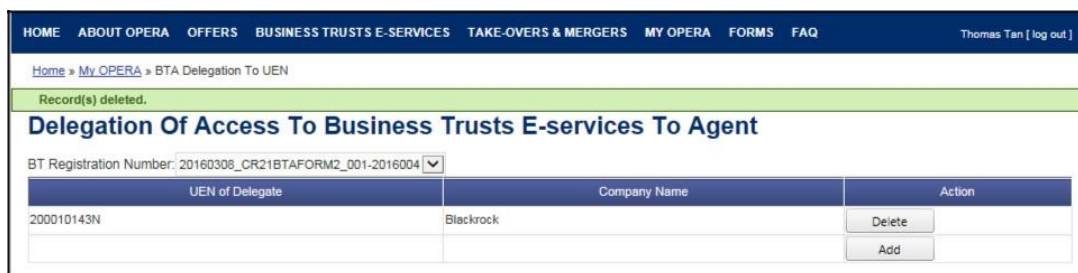 HOME ABOUT OPERA OFFERS BUSINESS TRUSTS E-SERVICES TAKE-OVERS & MERGERS MY OPERA FORMS FAQ Thomas Tan [ log out ]
Home » My OPERA » BTA Delegation To UEN
Record(s) deleted.
Delegation Of Access To Business Trusts E-services To Agent
BT Registration Number: 20160308_CR21BTAFORM2_001-2016004
UEN of Delegate Company Name Action
200010143N Blackrock Delete
Add